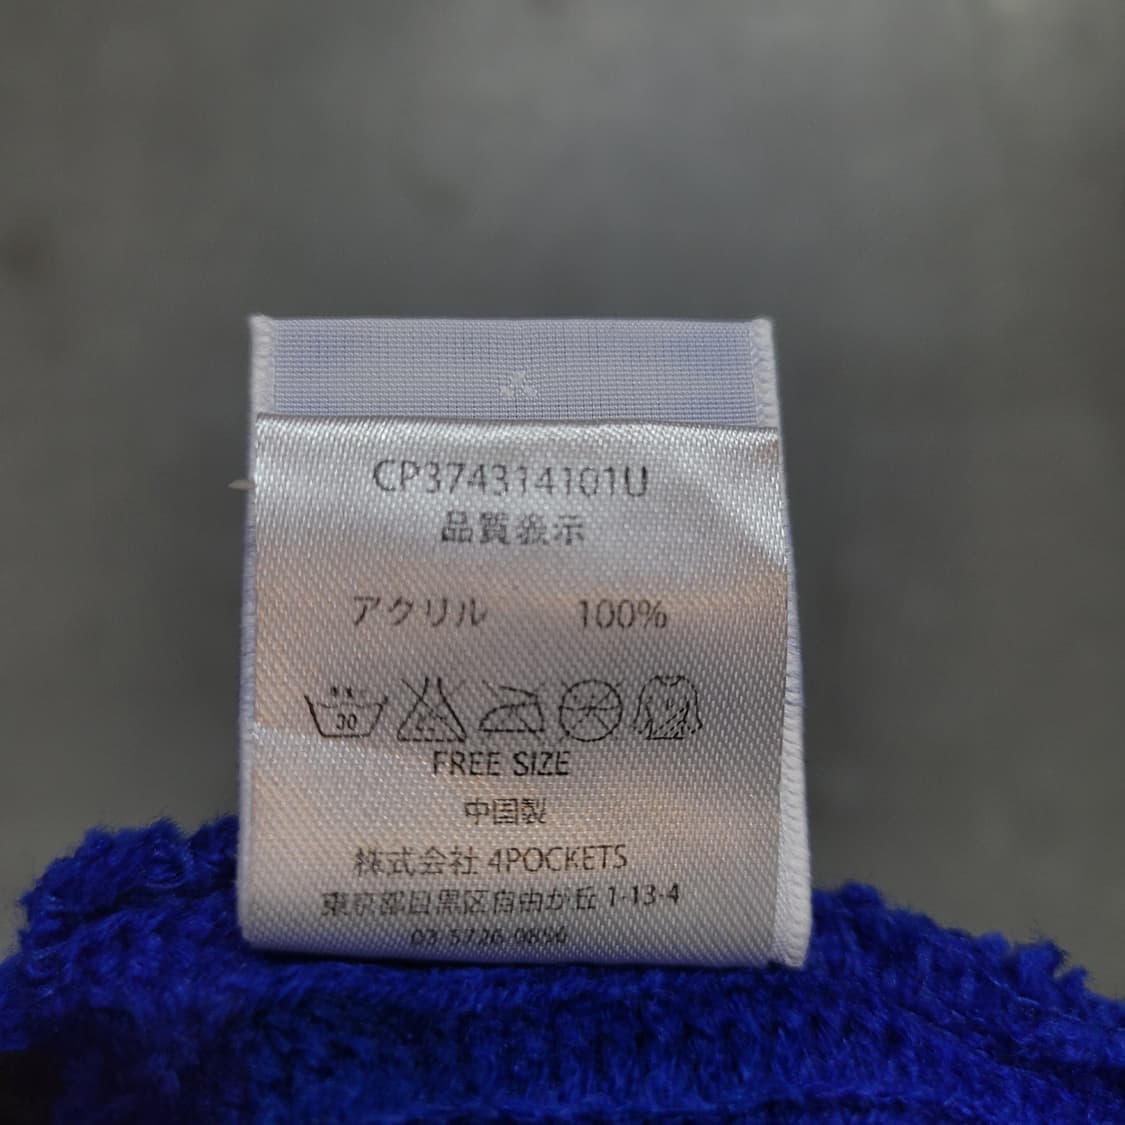 CP374314101U
品質表示
アクリル 100%
30
FREE SIZE
中国製
株式会社 4POCKETS
東京都目黒区自由が丘 1-13-4
03-5726-0856